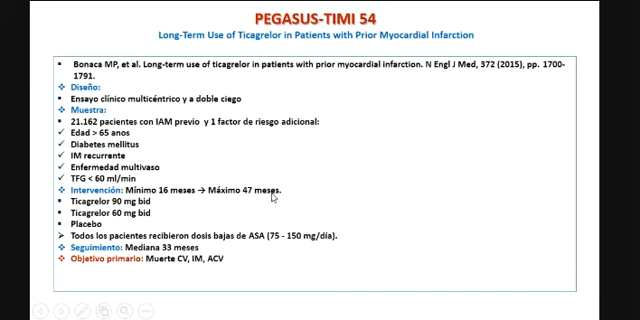 PEGASUS-TIMI 54
Long-Term Use of Ticagrelor in Patients with Prior Myocardial Infarction
Bonaca MP, et al. Long-term use of ticagrelor in patients with prior myocardial infarction. N Engl J Med, 372 (2015), pp. 1700-
1791.
Diseño:
Ensayo clínico multicéntrico y a doble ciego
Muestra:
21.162 pacientes con IAM previo y 1 factor de riesgo adicional:
Edad > 65 anos
Diabetes mellitus
IM recurrente
Enfermedad multivaso
TFG < 60 ml/min
Intervención: Mínimo 16 meses → Máximo 47 meses.
Ticagrelor 90 mg bid
Ticagrelor 60 mg bid
Placebo
Todos los pacientes recibieron dosis bajas de ASA (75 - 150 mg/día).
Seguimiento: Mediana 33 meses
Objetivo primario: Muerte CV, IM, ACV